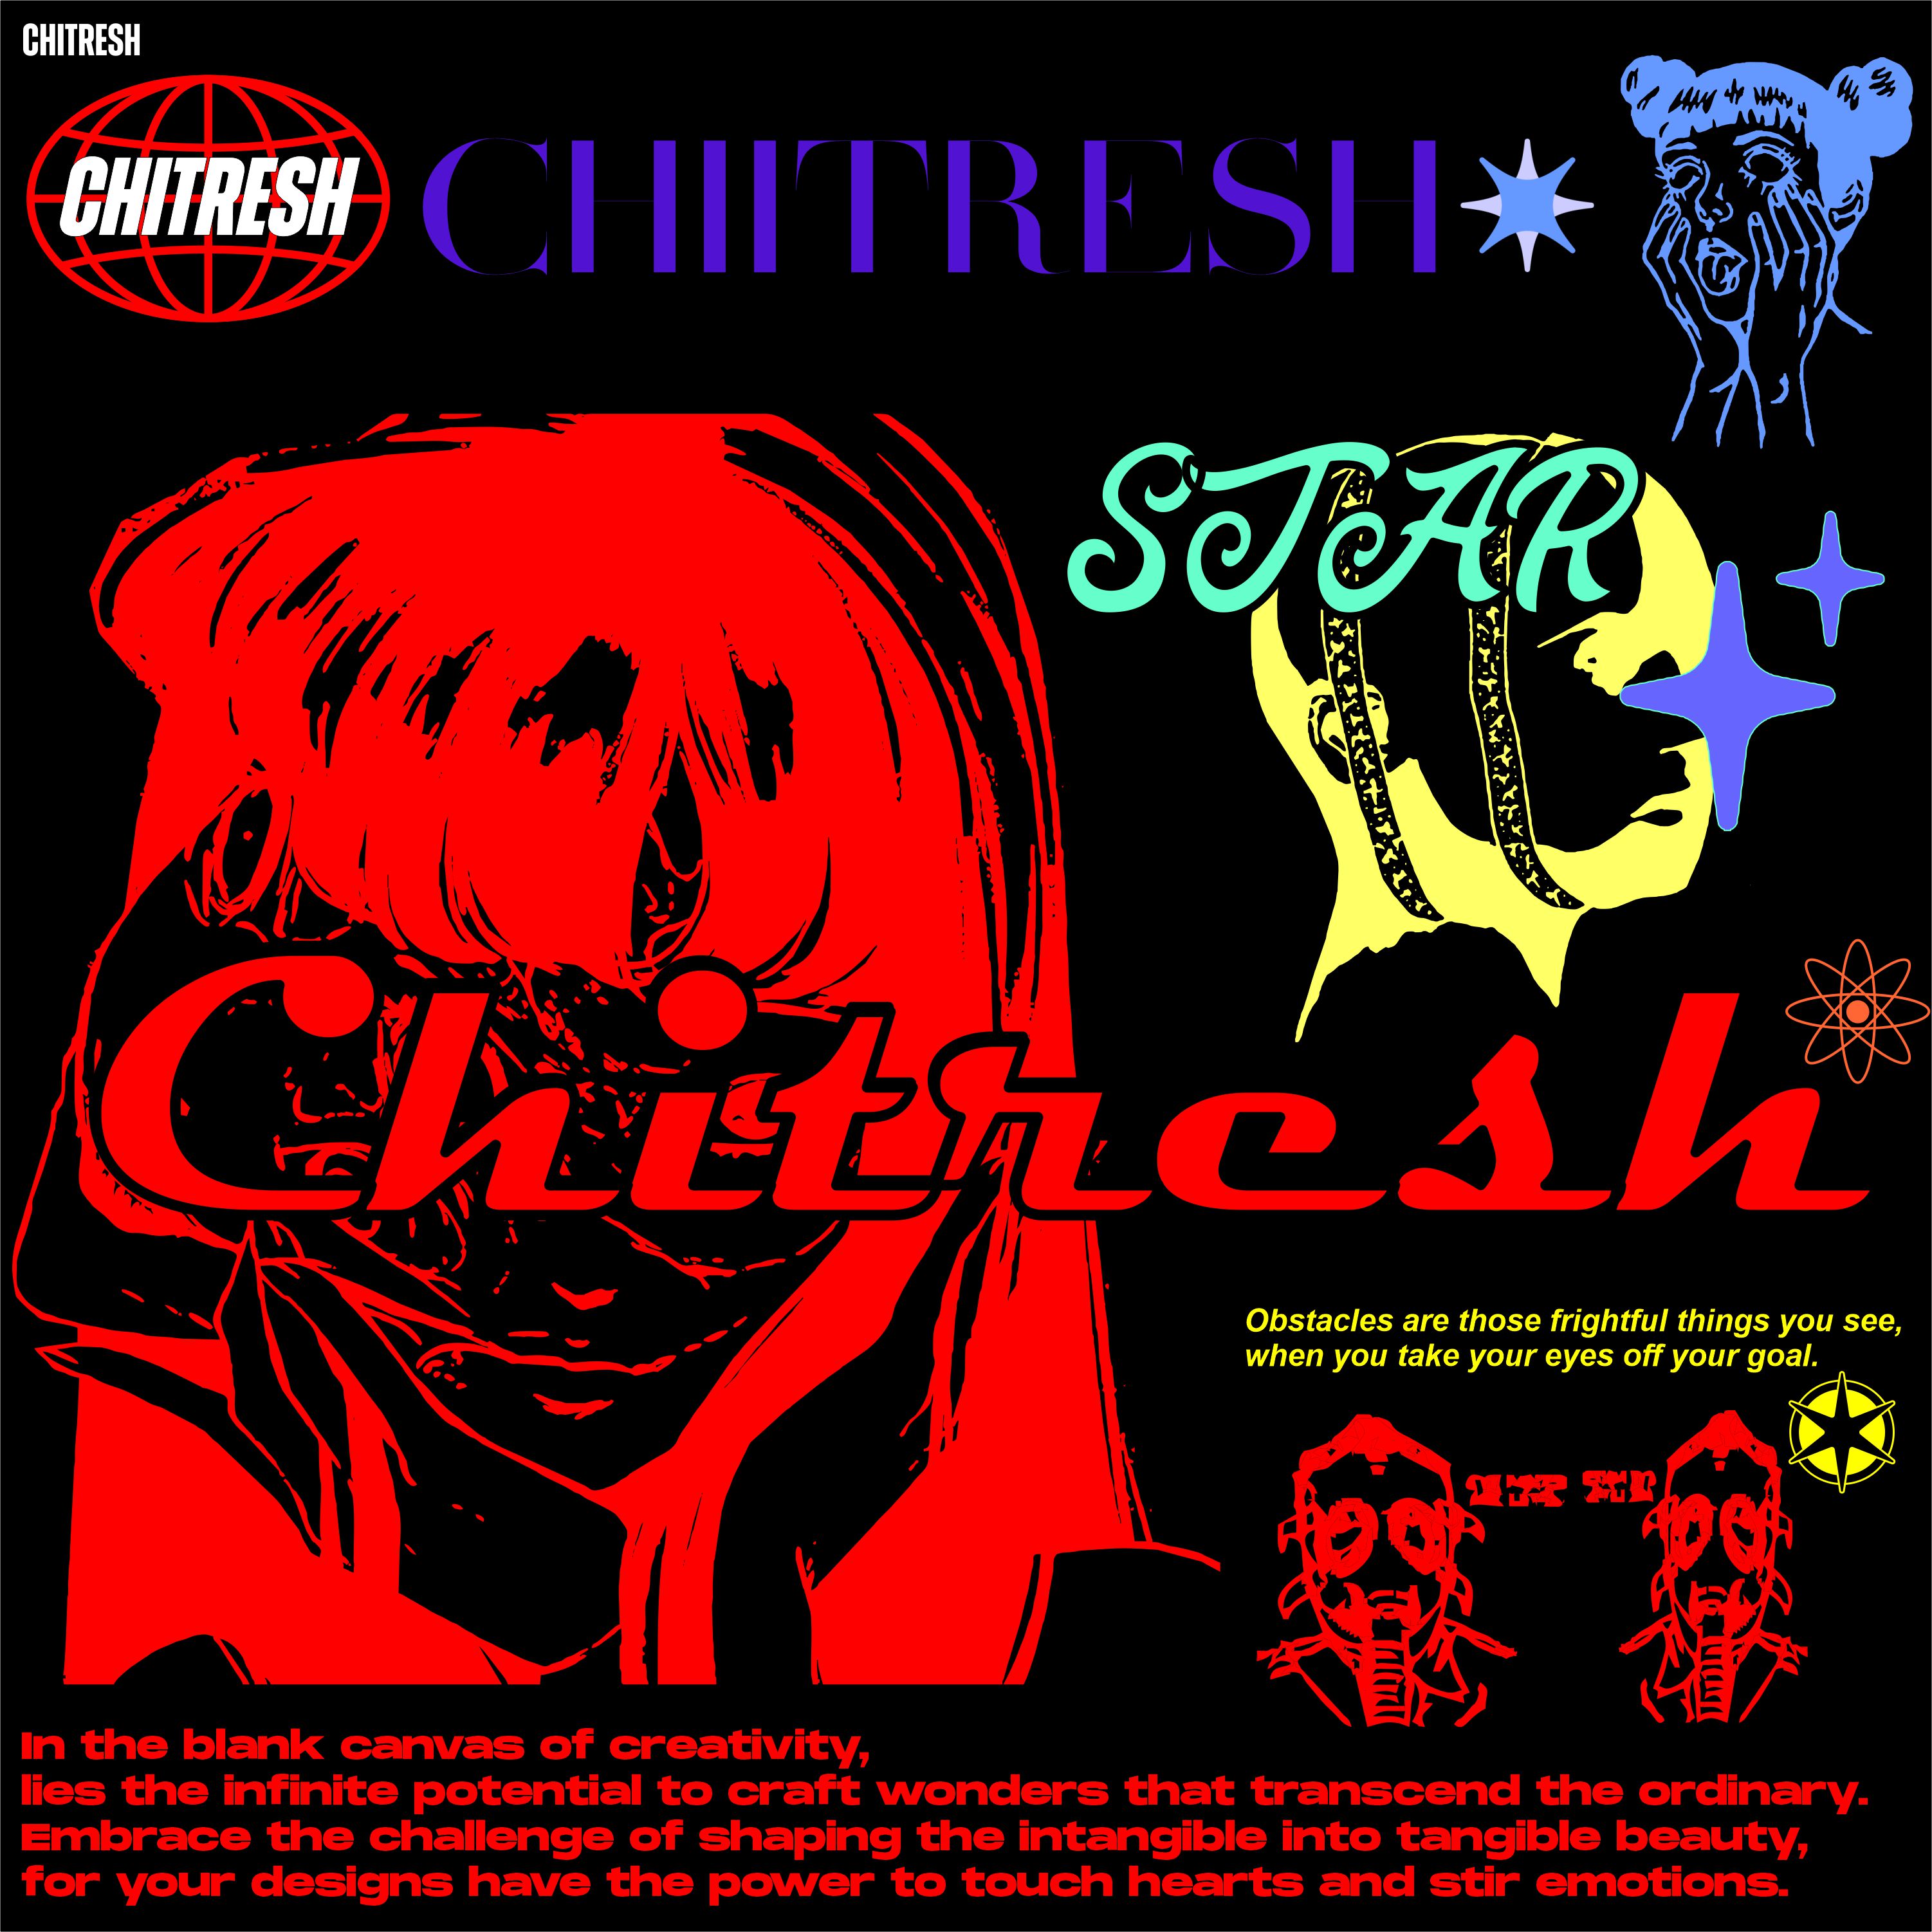 CHITRESH
CHITRESH
CHITRESH
STAR
Chitresh
Obstacles are those frightful things you see,
when you take your eyes off your goal.
In the blank canvas of creativity,
lies the infinite potential to craft wonders that transcend the ordinary.
Embrace the challenge of shaping the intangible into tangible beauty,
for your designs have the power to touch hearts and stir emotions.